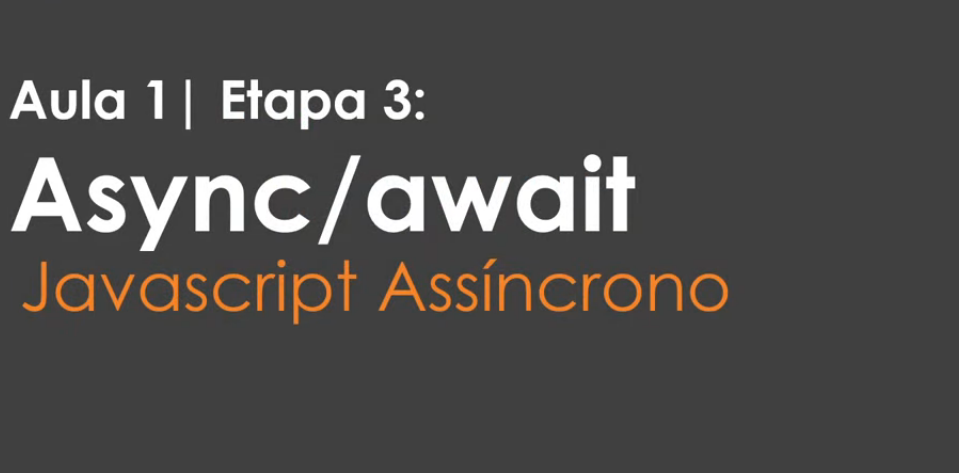 Aula 1| Etapa 3:
Async/await
Javascript Assíncrono